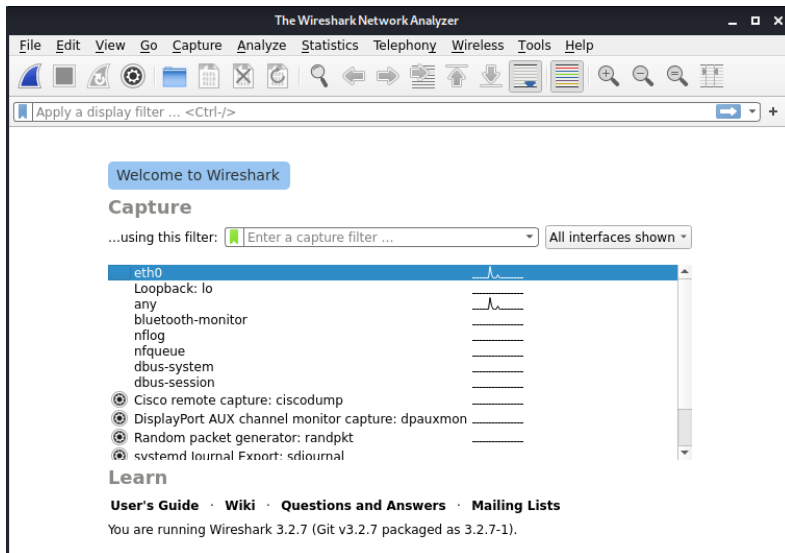 The Wireshark Network Analyzer
File Edit View Go Capture Analyze Statistics Telephony Wireless Tools Help
Apply a display filter ... <Ctrl-/>
Welcome to Wireshark
Capture
...using this filter: Enter a capture filter ... All interfaces shown
eth0
Loopback: lo
any
bluetooth-monitor
nflog
nfqueue
dbus-system
dbus-session
Cisco remote capture: ciscodump
DisplayPort AUX channel monitor capture: dpauxmon
Random packet generator: randpkt
systemd Journal Export: sdjournal
Learn
User's Guide · Wiki · Questions and Answers · Mailing Lists
You are running Wireshark 3.2.7 (Git v3.2.7 packaged as 3.2.7-1).